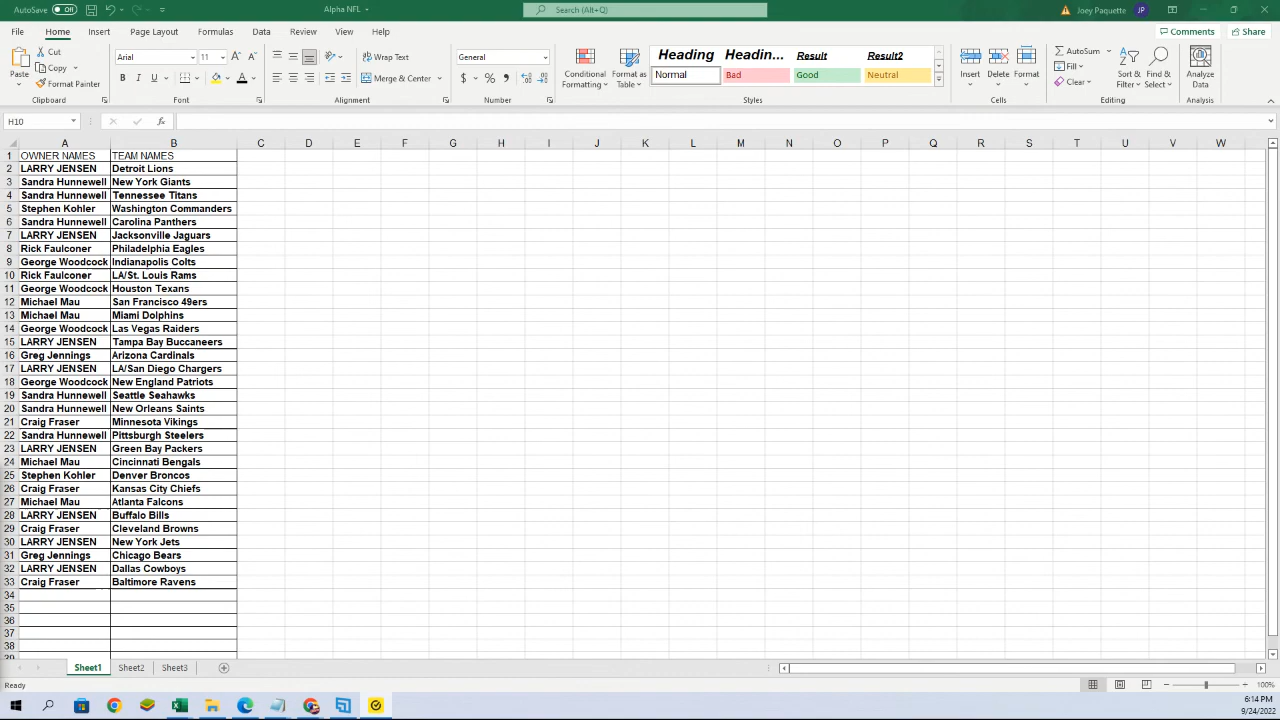 AutoSave Off Alpha NFL Search (Alt+Q) Joey Paquette JP
File Home Insert Page Layout Formulas Data Review View Help Comments Share
Paste Cut Copy Format Painter Clipboard
Arial 11 B I U A Font
Wrap Text Merge & Center Alignment
General $ % Number
Conditional Formatting Format as Table
Heading Headin... Result Result2
Normal Bad Good Neutral
Styles
Insert Delete Format Cells
AutoSum Fill Clear Sort & Filter Find & Select Editing
Analyze Data Analysis
H10 fx
A B C D E F G H I J K L M N O P Q R S T U V W
1 OWNER NAMES TEAM NAMES
2 LARRY JENSEN Detroit Lions
3 Sandra Hunnewell New York Giants
4 Sandra Hunnewell Tennessee Titans
5 Stephen Kohler Washington Commanders
6 Sandra Hunnewell Carolina Panthers
7 LARRY JENSEN Jacksonville Jaguars
8 Rick Faulconer Philadelphia Eagles
9 George Woodcock Indianapolis Colts
10 Rick Faulconer LA/St. Louis Rams
11 George Woodcock Houston Texans
12 Michael Mau San Francisco 49ers
13 Michael Mau Miami Dolphins
14 George Woodcock Las Vegas Raiders
15 LARRY JENSEN Tampa Bay Buccaneers
16 Greg Jennings Arizona Cardinals
17 LARRY JENSEN LA/San Diego Chargers
18 George Woodcock New England Patriots
19 Sandra Hunnewell Seattle Seahawks
20 Sandra Hunnewell New Orleans Saints
21 Craig Fraser Minnesota Vikings
22 Sandra Hunnewell Pittsburgh Steelers
23 LARRY JENSEN Green Bay Packers
24 Michael Mau Cincinnati Bengals
25 Stephen Kohler Denver Broncos
26 Craig Fraser Kansas City Chiefs
27 Michael Mau Atlanta Falcons
28 LARRY JENSEN Buffalo Bills
29 Craig Fraser Cleveland Browns
30 LARRY JENSEN New York Jets
31 Greg Jennings Chicago Bears
32 LARRY JENSEN Dallas Cowboys
33 Craig Fraser Baltimore Ravens
34
35
36
37
38
39
Sheet1 Sheet2 Sheet3
Ready 100%
6:14 PM
9/24/2022